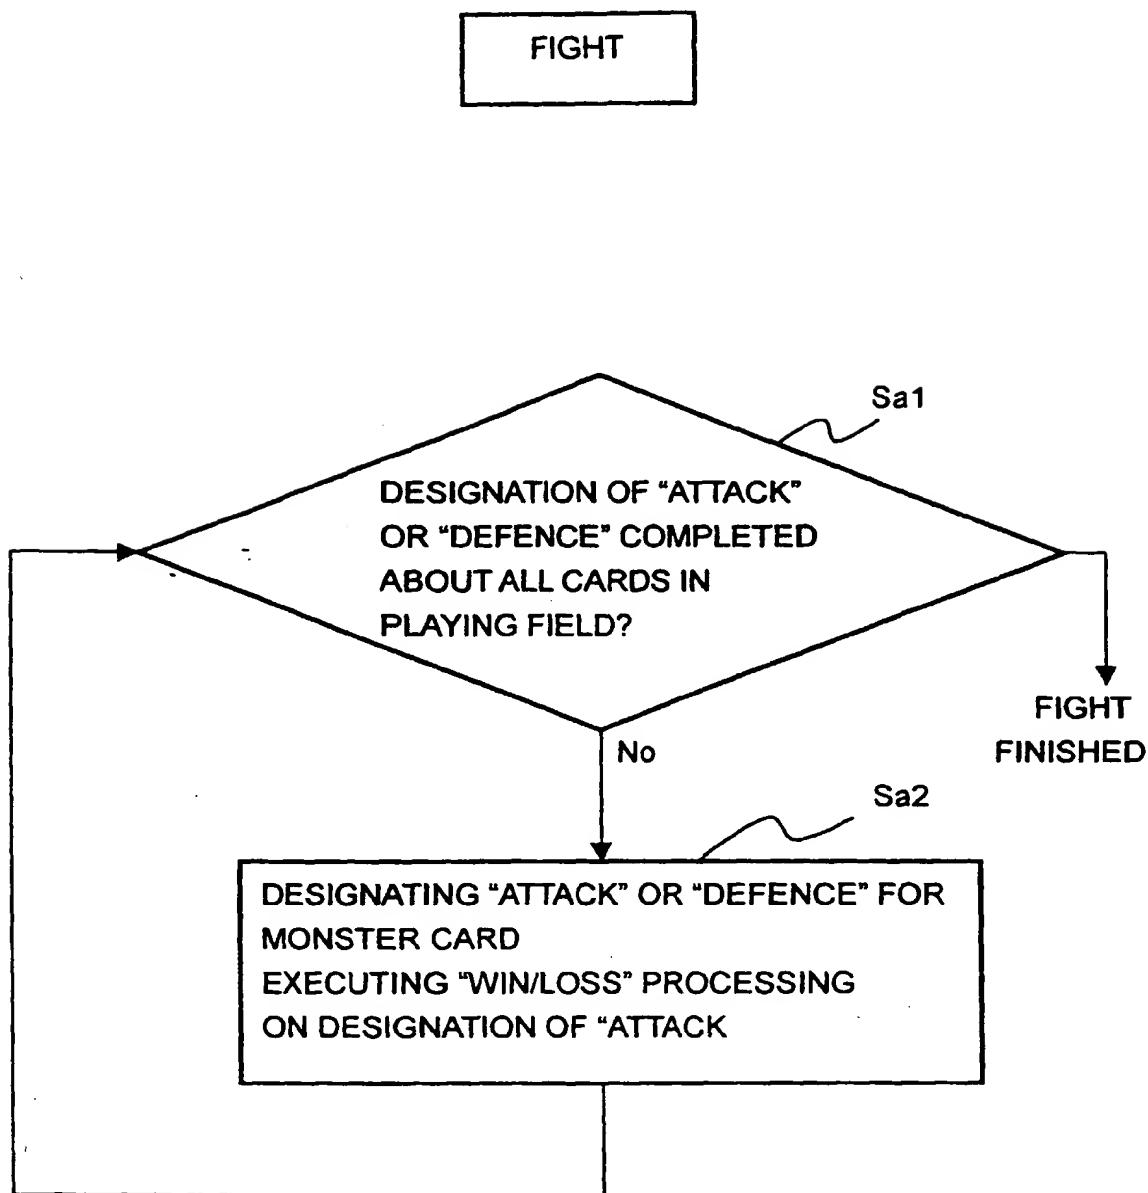 FIGHT
Sa1
DESIGNATION OF "ATTACK"
OR "DEFENCE" COMPLETED
ABOUT ALL CARDS IN
PLAYING FIELD?
FIGHT
FINISHED
No
Sa2
DESIGNATING "ATTACK" OR "DEFENCE" FOR
MONSTER CARD
EXECUTING "WIN/LOSS" PROCESSING
ON DESIGNATION OF "ATTACK